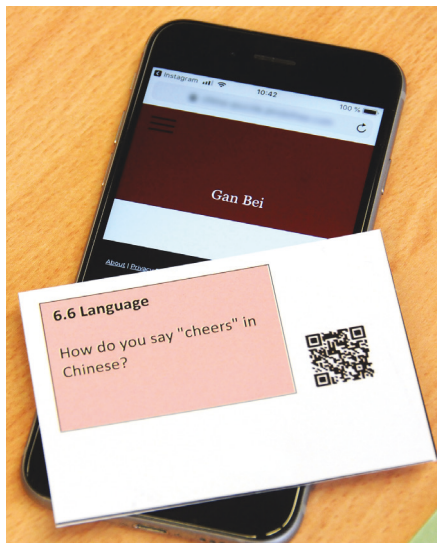 Instagram 10:42 100 %
Gan Bei
About | Privacy
6.6 Language
How do you say "cheers" in
Chinese?